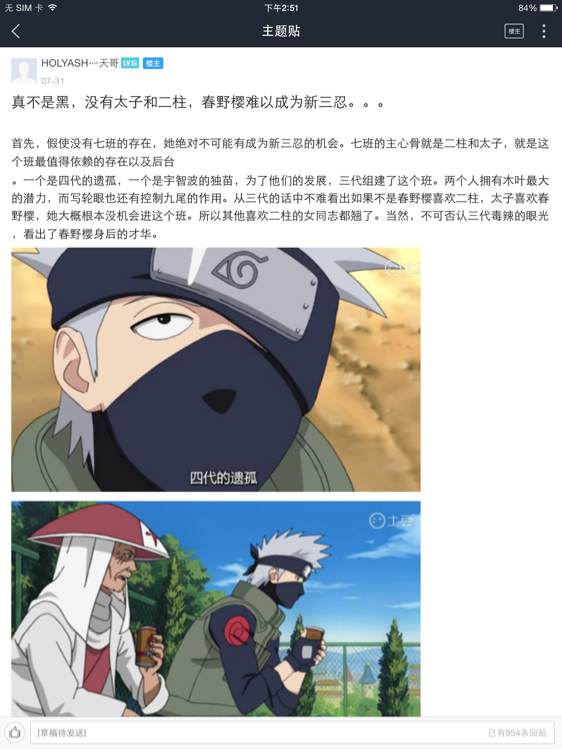 无 SIM 卡
下午2:51
84%
主题贴
楼主
HOLYASH┈天哥 LV.6 楼主
07-31
真不是黑，没有太子和二柱，春野樱难以成为新三忍。。。
首先，假使没有七班的存在，她绝对不可能有成为新三忍的机会。七班的主心骨就是二柱和太子，就是这
个班最值得依赖的存在以及后台
。一个是四代的遗孤，一个是宇智波的独苗，为了他们的发展，三代组建了这个班。两个人拥有木叶最大
的潜力，而写轮眼也还有控制九尾的作用。从三代的话中不难看出如果不是春野樱喜欢二柱，太子喜欢春
野樱，她大概根本没机会进这个班。所以其他喜欢二柱的女同志都翘了。当然，不可否认三代毒辣的眼光
，看出了春野樱身后的才华。
四代的遗孤
土豆
[草稿待发送]
已有954条回贴